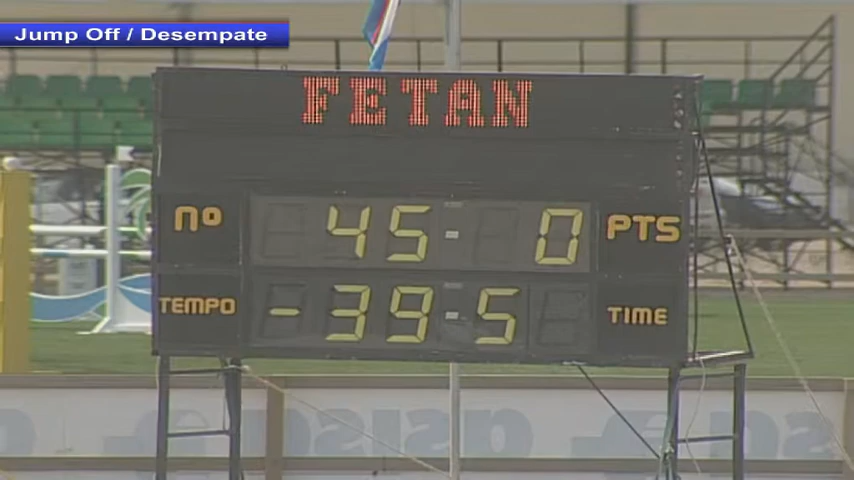 Jump Off / Desempate
FETAN
Nº 45 0 PTS
TEMPO -39:5 TIME